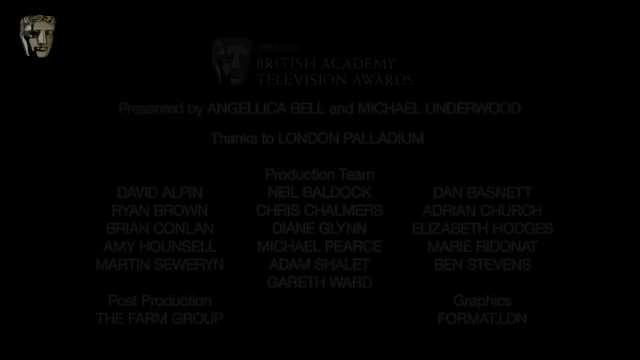 BRITISH ACADEMY
TELEVISION AWARDS
Presented by ANGELLICA BELL and MICHAEL UNDERWOOD
Thanks to LONDON PALLADIUM
Production Team
DAVID ALPIN NEIL BALDOCK DAN BASNETT
RYAN BROWN CHRIS CHALMERS ADRIAN CHURCH
BRIAN CONLAN DIANE GLYNN ELIZABETH HODGES
AMY HOUNSELL MICHAEL PEARCE MARIE RIDONAT
MARTIN SEWERYN ADAM SHALET BEN STEVENS
GARETH WARD
Post Production Graphics
THE FARM GROUP FORMAT.LDN